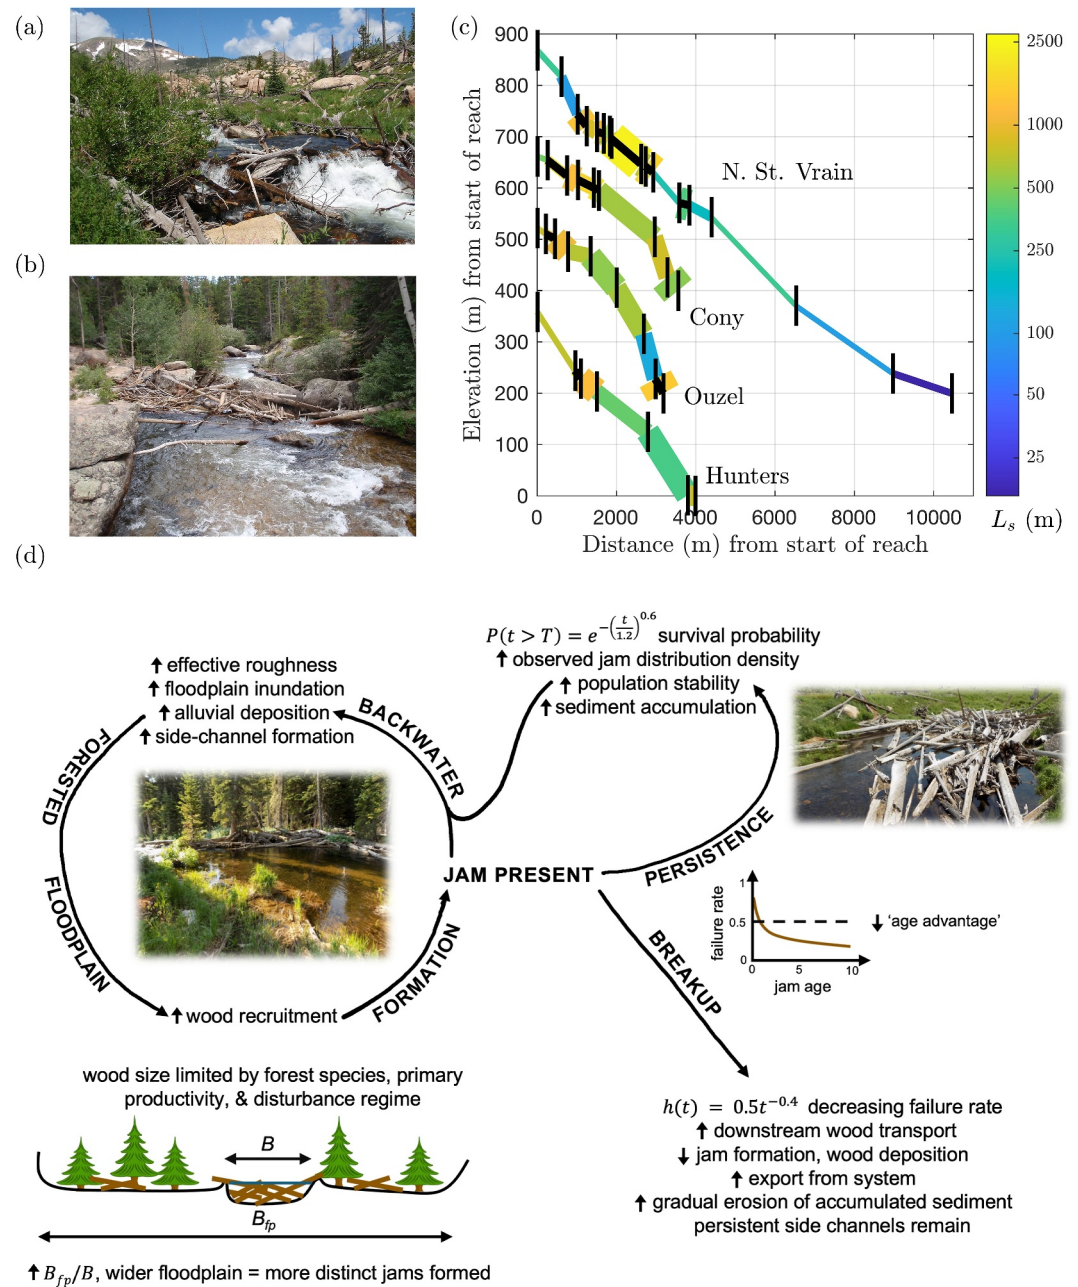 (a)
(b)
(c)
900
800
700
600
500
400
300
200
100
0
Elevation (m) from start of reach
0
2000
4000
6000
8000
10000
Distance (m) from start of reach
N. St. Vrain
Cony
Ouzel
Hunters
2500
1000
500
250
100
50
25
L_s (m)
(d)
P(t > T) = e^{-(t/1.2)^{0.6}} survival probability
↑ observed jam distribution density
↑ population stability
↑ sediment accumulation
↑ effective roughness
↑ floodplain inundation
↑ alluvial deposition
↑ side-channel formation
BACKWATER
FORESTED
FLOODPLAIN
↑ wood recruitment
FORMATION
JAM PRESENT
PERSISTENCE
BREAKUP
failure rate
1
0.5
0
0
5
10
jam age
↓ ‘age advantage’
h(t) = 0.5t^{-0.4} decreasing failure rate
↑ downstream wood transport
↓ jam formation, wood deposition
↑ export from system
↑ gradual erosion of accumulated sediment
persistent side channels remain
wood size limited by forest species, primary
productivity, & disturbance regime
B
B_{fp}
↑ B_{fp}/B, wider floodplain = more distinct jams formed